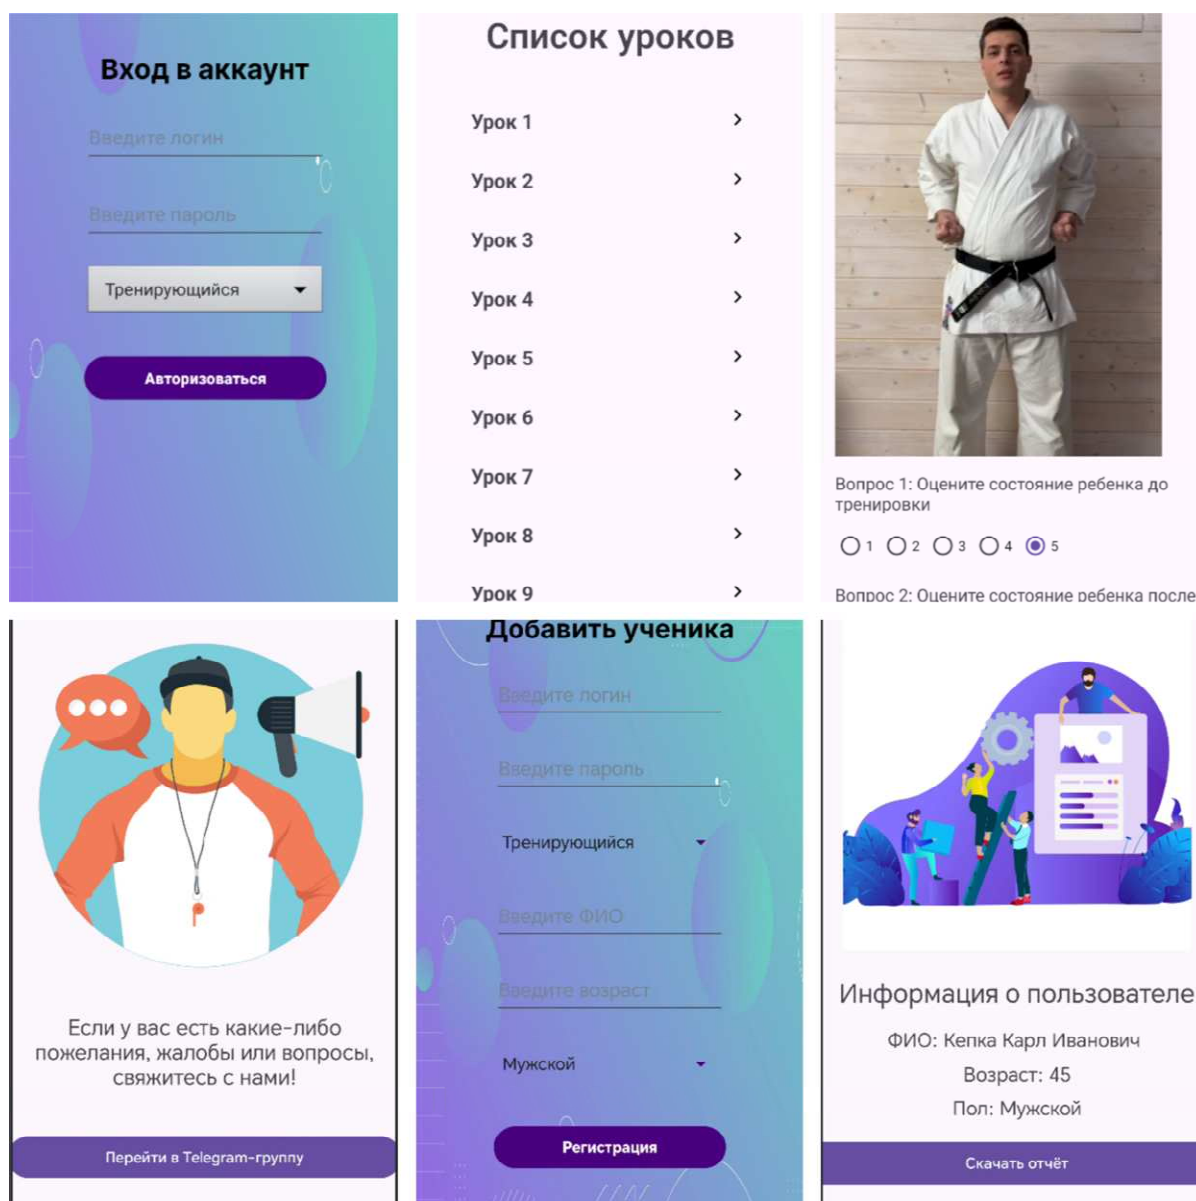 Вход в аккаунт
Введите логин
Введите пароль
Тренирующийся
Авторизоваться
Список уроков
Урок 1
Урок 2
Урок 3
Урок 4
Урок 5
Урок 6
Урок 7
Урок 8
Урок 9
Вопрос 1: Оцените состояние ребенка до
тренировки
1 2 3 4 5
Вопрос 2: Оцените состояние ребенка после
Если у вас есть какие-либо
пожелания, жалобы или вопросы,
свяжитесь с нами!
Перейти в Telegram-группу
Добавить ученика
Введите логин
Введите пароль
Тренирующийся
Введите ФИО
Введите возраст
Мужской
Регистрация
Информация о пользователе
ФИО: Кепка Карл Иванович
Возраст: 45
Пол: Мужской
Скачать отчёт